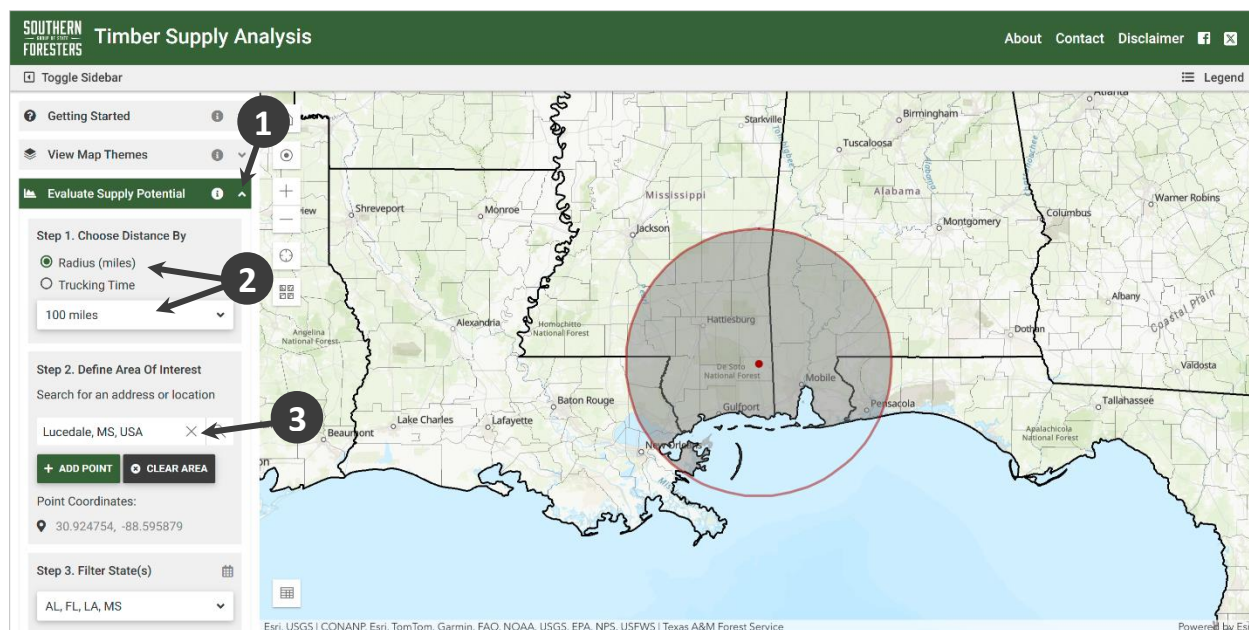 SOUTHERN
GROUP OF STATE
FORESTERS
Timber Supply Analysis
About Contact Disclaimer
Toggle Sidebar
Legend
Getting Started
1
View Map Themes
Evaluate Supply Potential
Step 1. Choose Distance By
Radius (miles)
Trucking Time
2
100 miles
Step 2. Define Area Of Interest
Search for an address or location
Lucedale, MS, USA
3
+ ADD POINT
CLEAR AREA
Point Coordinates:
30.924754, -88.595879
Step 3. Filter State(s)
AL, FL, LA, MS
Atlanta
Birmingham
Starkville
Tuscaloosa
Mississippi
Alabama
Warner Robins
Shreveport
Monroe
Columbus
Montgomery
Jackson
Albany
Coastal Plain
Alexandria
Homochitto
National Forest
Hattiesburg
Angelina
National Forest
Dothan
De Soto
National Forest
Mobile
Valdosta
Baton Rouge
Gulfport
Pensacola
Tallahassee
Lake Charles
Lafayette
Beaumont
Apalachicola
National Forest
New Orleans
Esri, USGS | CONANP, Esri, TomTom, Garmin, FAO, NOAA, USGS, EPA, NPS, USFWS | Texas A&M Forest Service
Powered by Esri